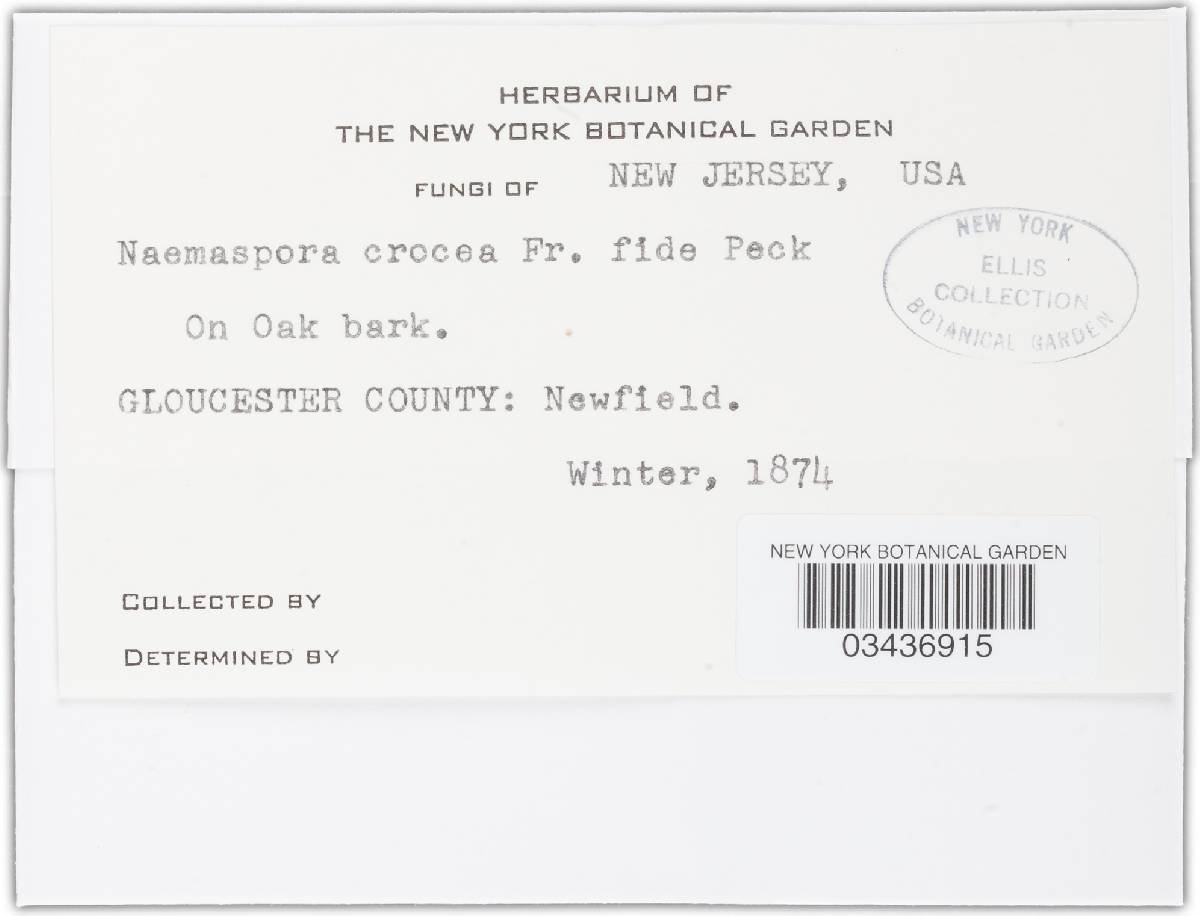 HERBARIUM OF
THE NEW YORK BOTANICAL GARDEN
FUNGI OF NEW JERSEY, USA
Naemaspora crocea Fr. fide Peck
NEW YORK
ELLIS
COLLECTION
BOTANICAL GARDEN
On Oak bark.
GLOUCESTER COUNTY: Newfield.
Winter, 1874
NEW YORK BOTANICAL GARDEN
03436915
COLLECTED BY
DETERMINED BY